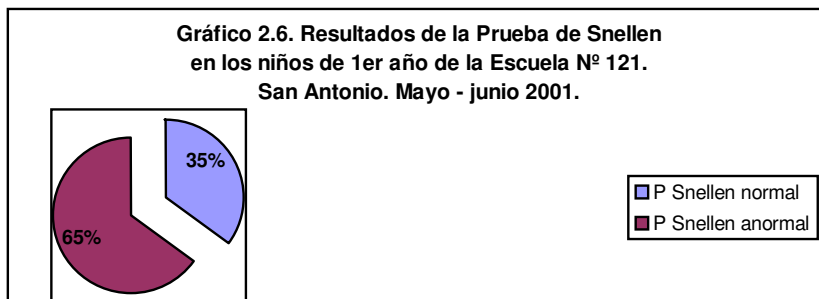 Gráfico 2.6. Resultados de la Prueba de Snellen
en los niños de 1er año de la Escuela Nº 121.
San Antonio. Mayo - junio 2001.
35%
65%
P Snellen normal
P Snellen anormal